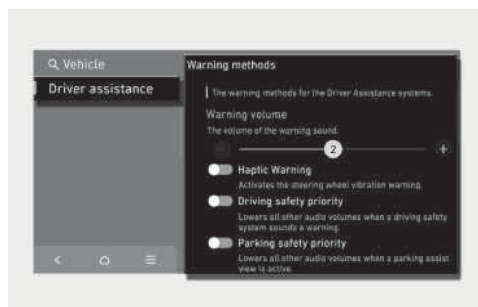 Vehicle
Driver assistance
Warning methods
The warning methods for the Driver Assistance systems.
Warning volume
The volume of the warning sound.
2
Haptic Warning
Activates the steering wheel vibration warning.
Driving safety priority
Lowers all other audio volumes when a driving safety
system sounds a warning.
Parking safety priority
Lowers all other audio volumes when a parking assist
view is active.